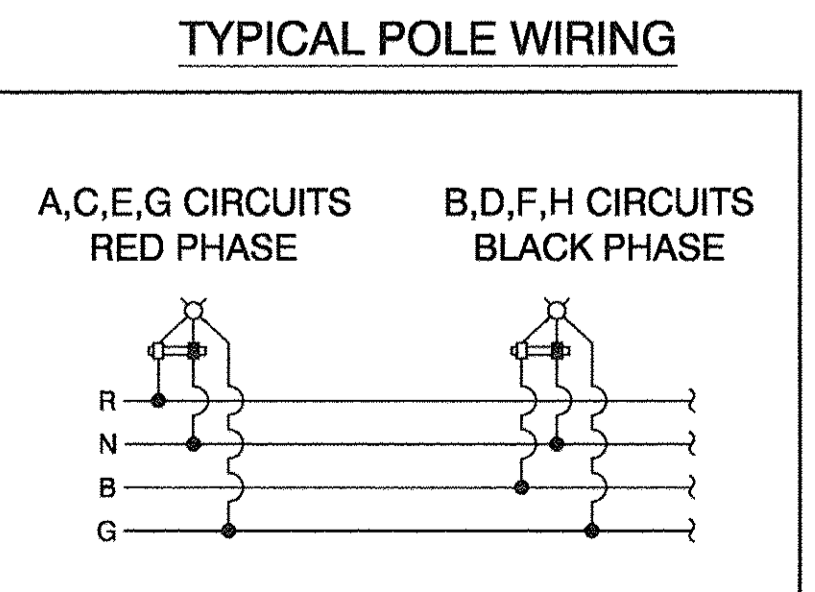 TYPICAL POLE WIRING
A,C,E,G CIRCUITS
RED PHASE
B,D,F,H CIRCUITS
BLACK PHASE
R
N
B
G